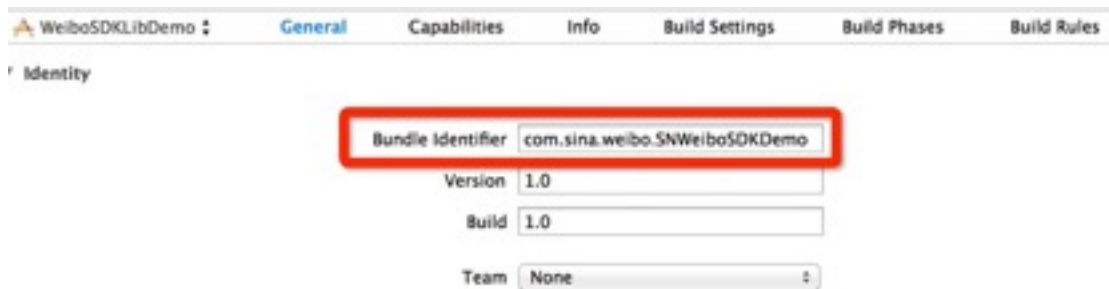 WeiboSDKLibDemo General Capabilities Info Build Settings Build Phases Build Rules
Identity
Bundle Identifier com.sina.weibo.SNWeiboSDKDemo
Version 1.0
Build 1.0
Team None